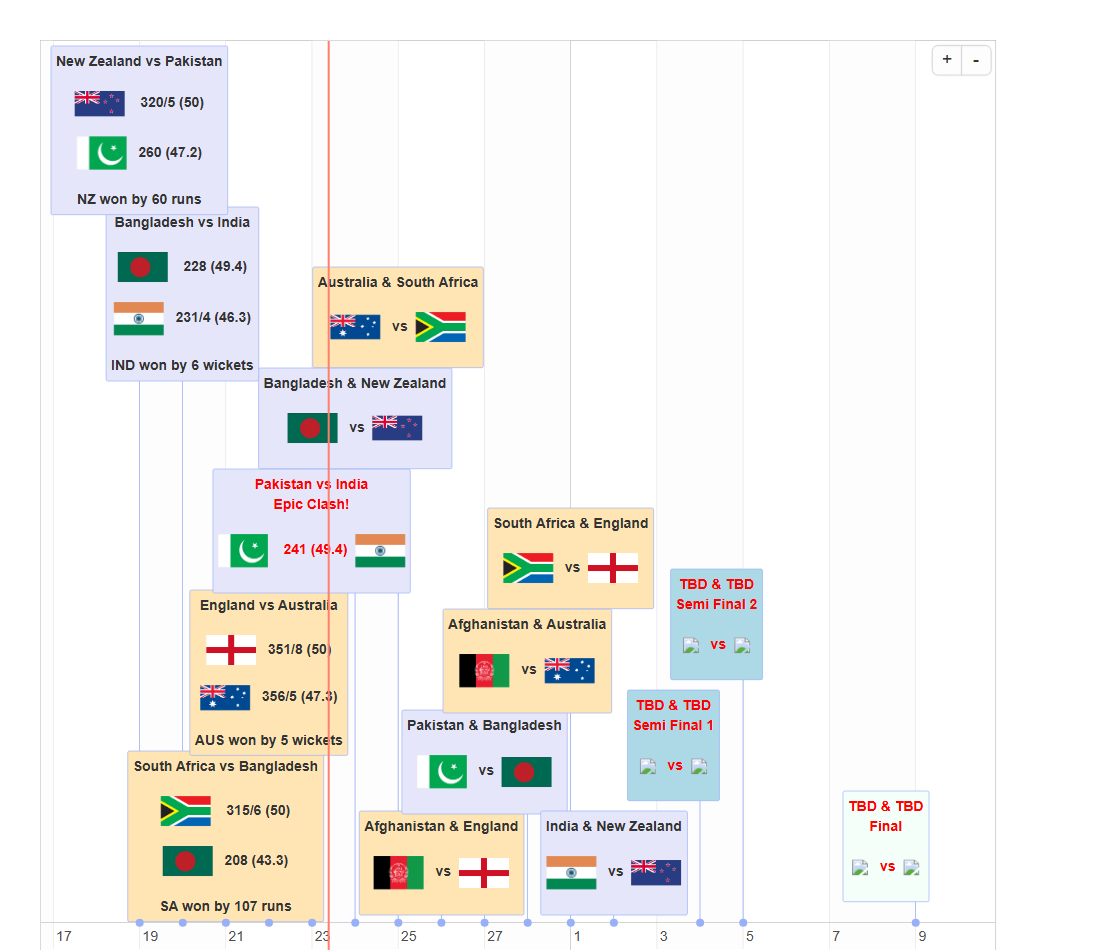 + -
New Zealand vs Pakistan
320/5 (50)
260 (47.2)
NZ won by 60 runs
Bangladesh vs India
228 (49.4)
231/4 (46.3)
IND won by 6 wickets
Australia & South Africa
vs
Bangladesh & New Zealand
vs
Pakistan vs India
Epic Clash!
241 (49.4)
South Africa & England
vs
TBD & TBD
Semi Final 2
vs
England vs Australia
351/8 (50)
356/5 (47.3)
AUS won by 5 wickets
Afghanistan & Australia
vs
TBD & TBD
Semi Final 1
vs
Pakistan & Bangladesh
vs
South Africa vs Bangladesh
315/6 (50)
208 (43.3)
SA won by 107 runs
Afghanistan & England
vs
India & New Zealand
vs
TBD & TBD
Final
vs
17 19 21 23 25 27 1 3 5 7 9